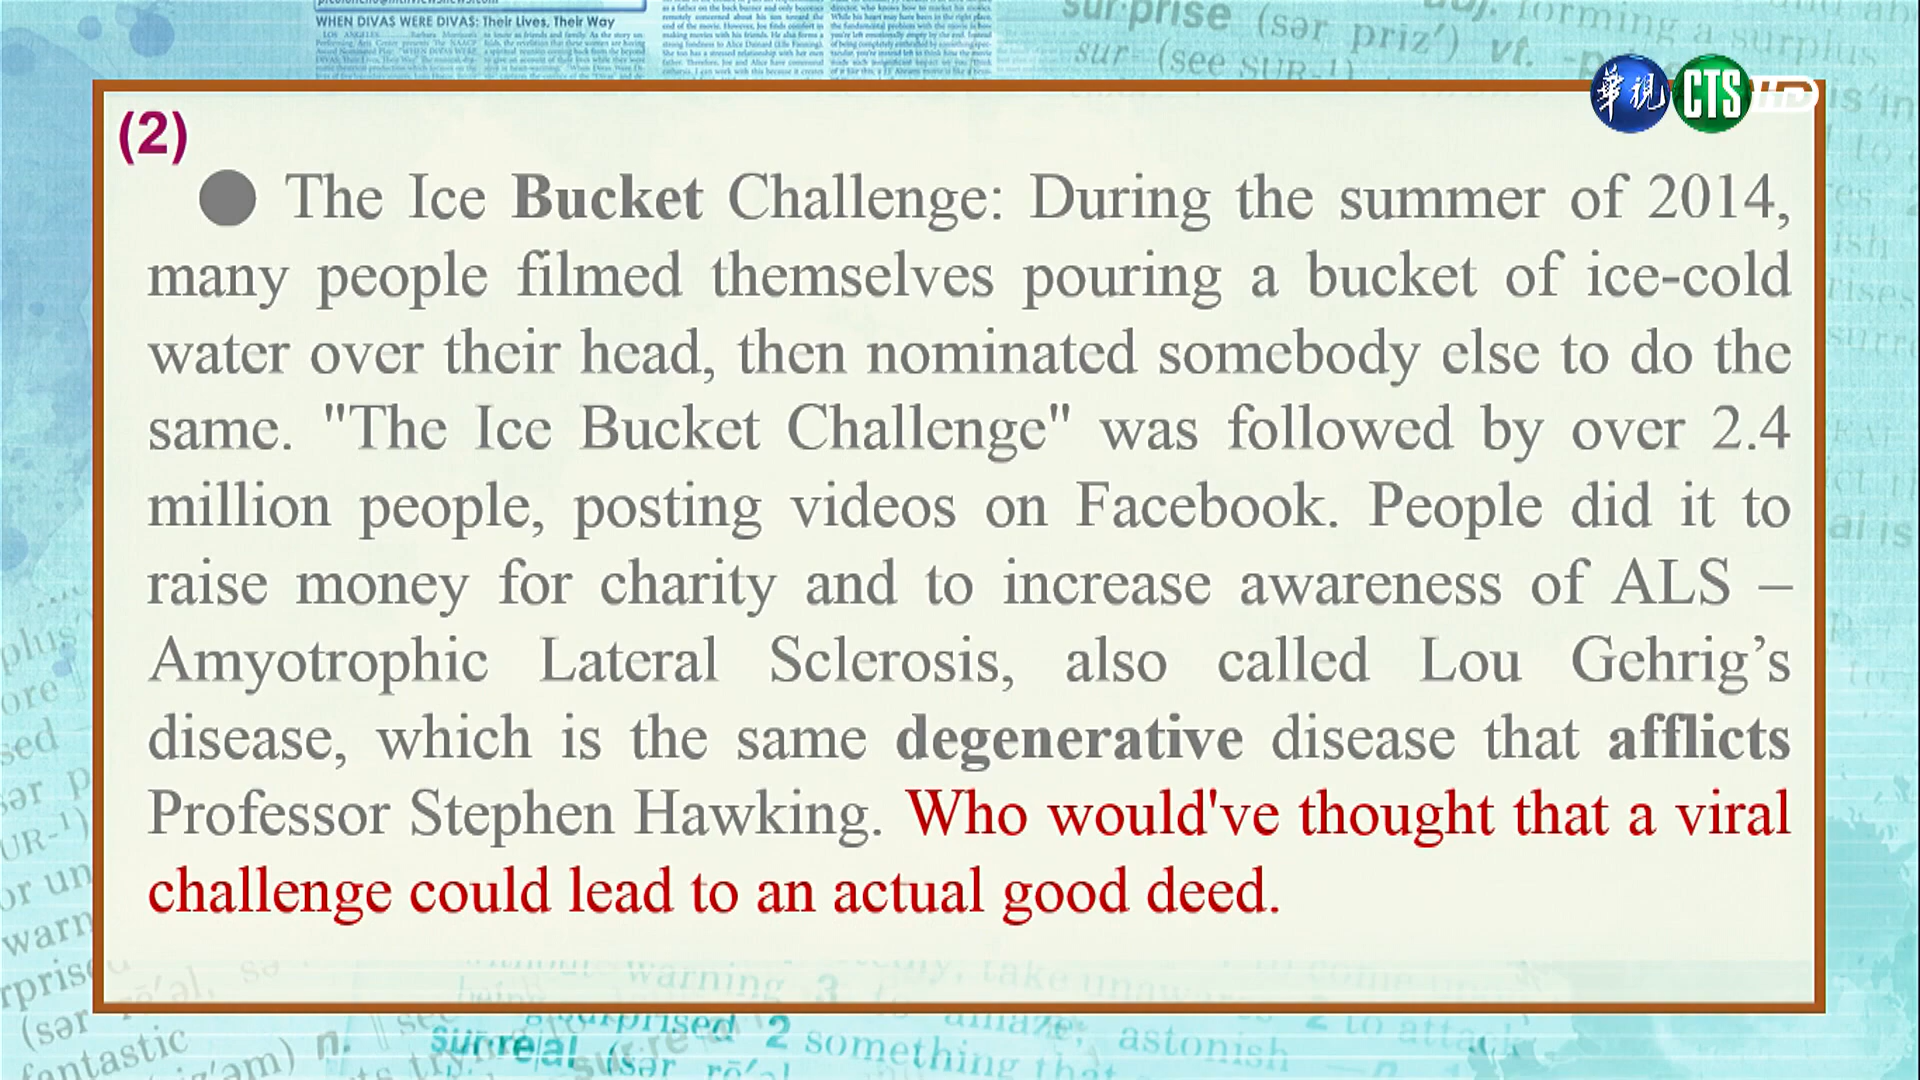 WHEN DIVAS WERE DIVAS: Their Lives, Their Way
sur·prise (sər prīz′) vt.
sur- (see SUR-¹)
華視 CTS HD
(2)
● The Ice Bucket Challenge: During the summer of 2014,
many people filmed themselves pouring a bucket of ice-cold
water over their head, then nominated somebody else to do the
same. "The Ice Bucket Challenge" was followed by over 2.4
million people, posting videos on Facebook. People did it to
raise money for charity and to increase awareness of ALS –
Amyotrophic Lateral Sclerosis, also called Lou Gehrig’s
disease, which is the same degenerative disease that afflicts
Professor Stephen Hawking. Who would've thought that a viral
challenge could lead to an actual good deed.